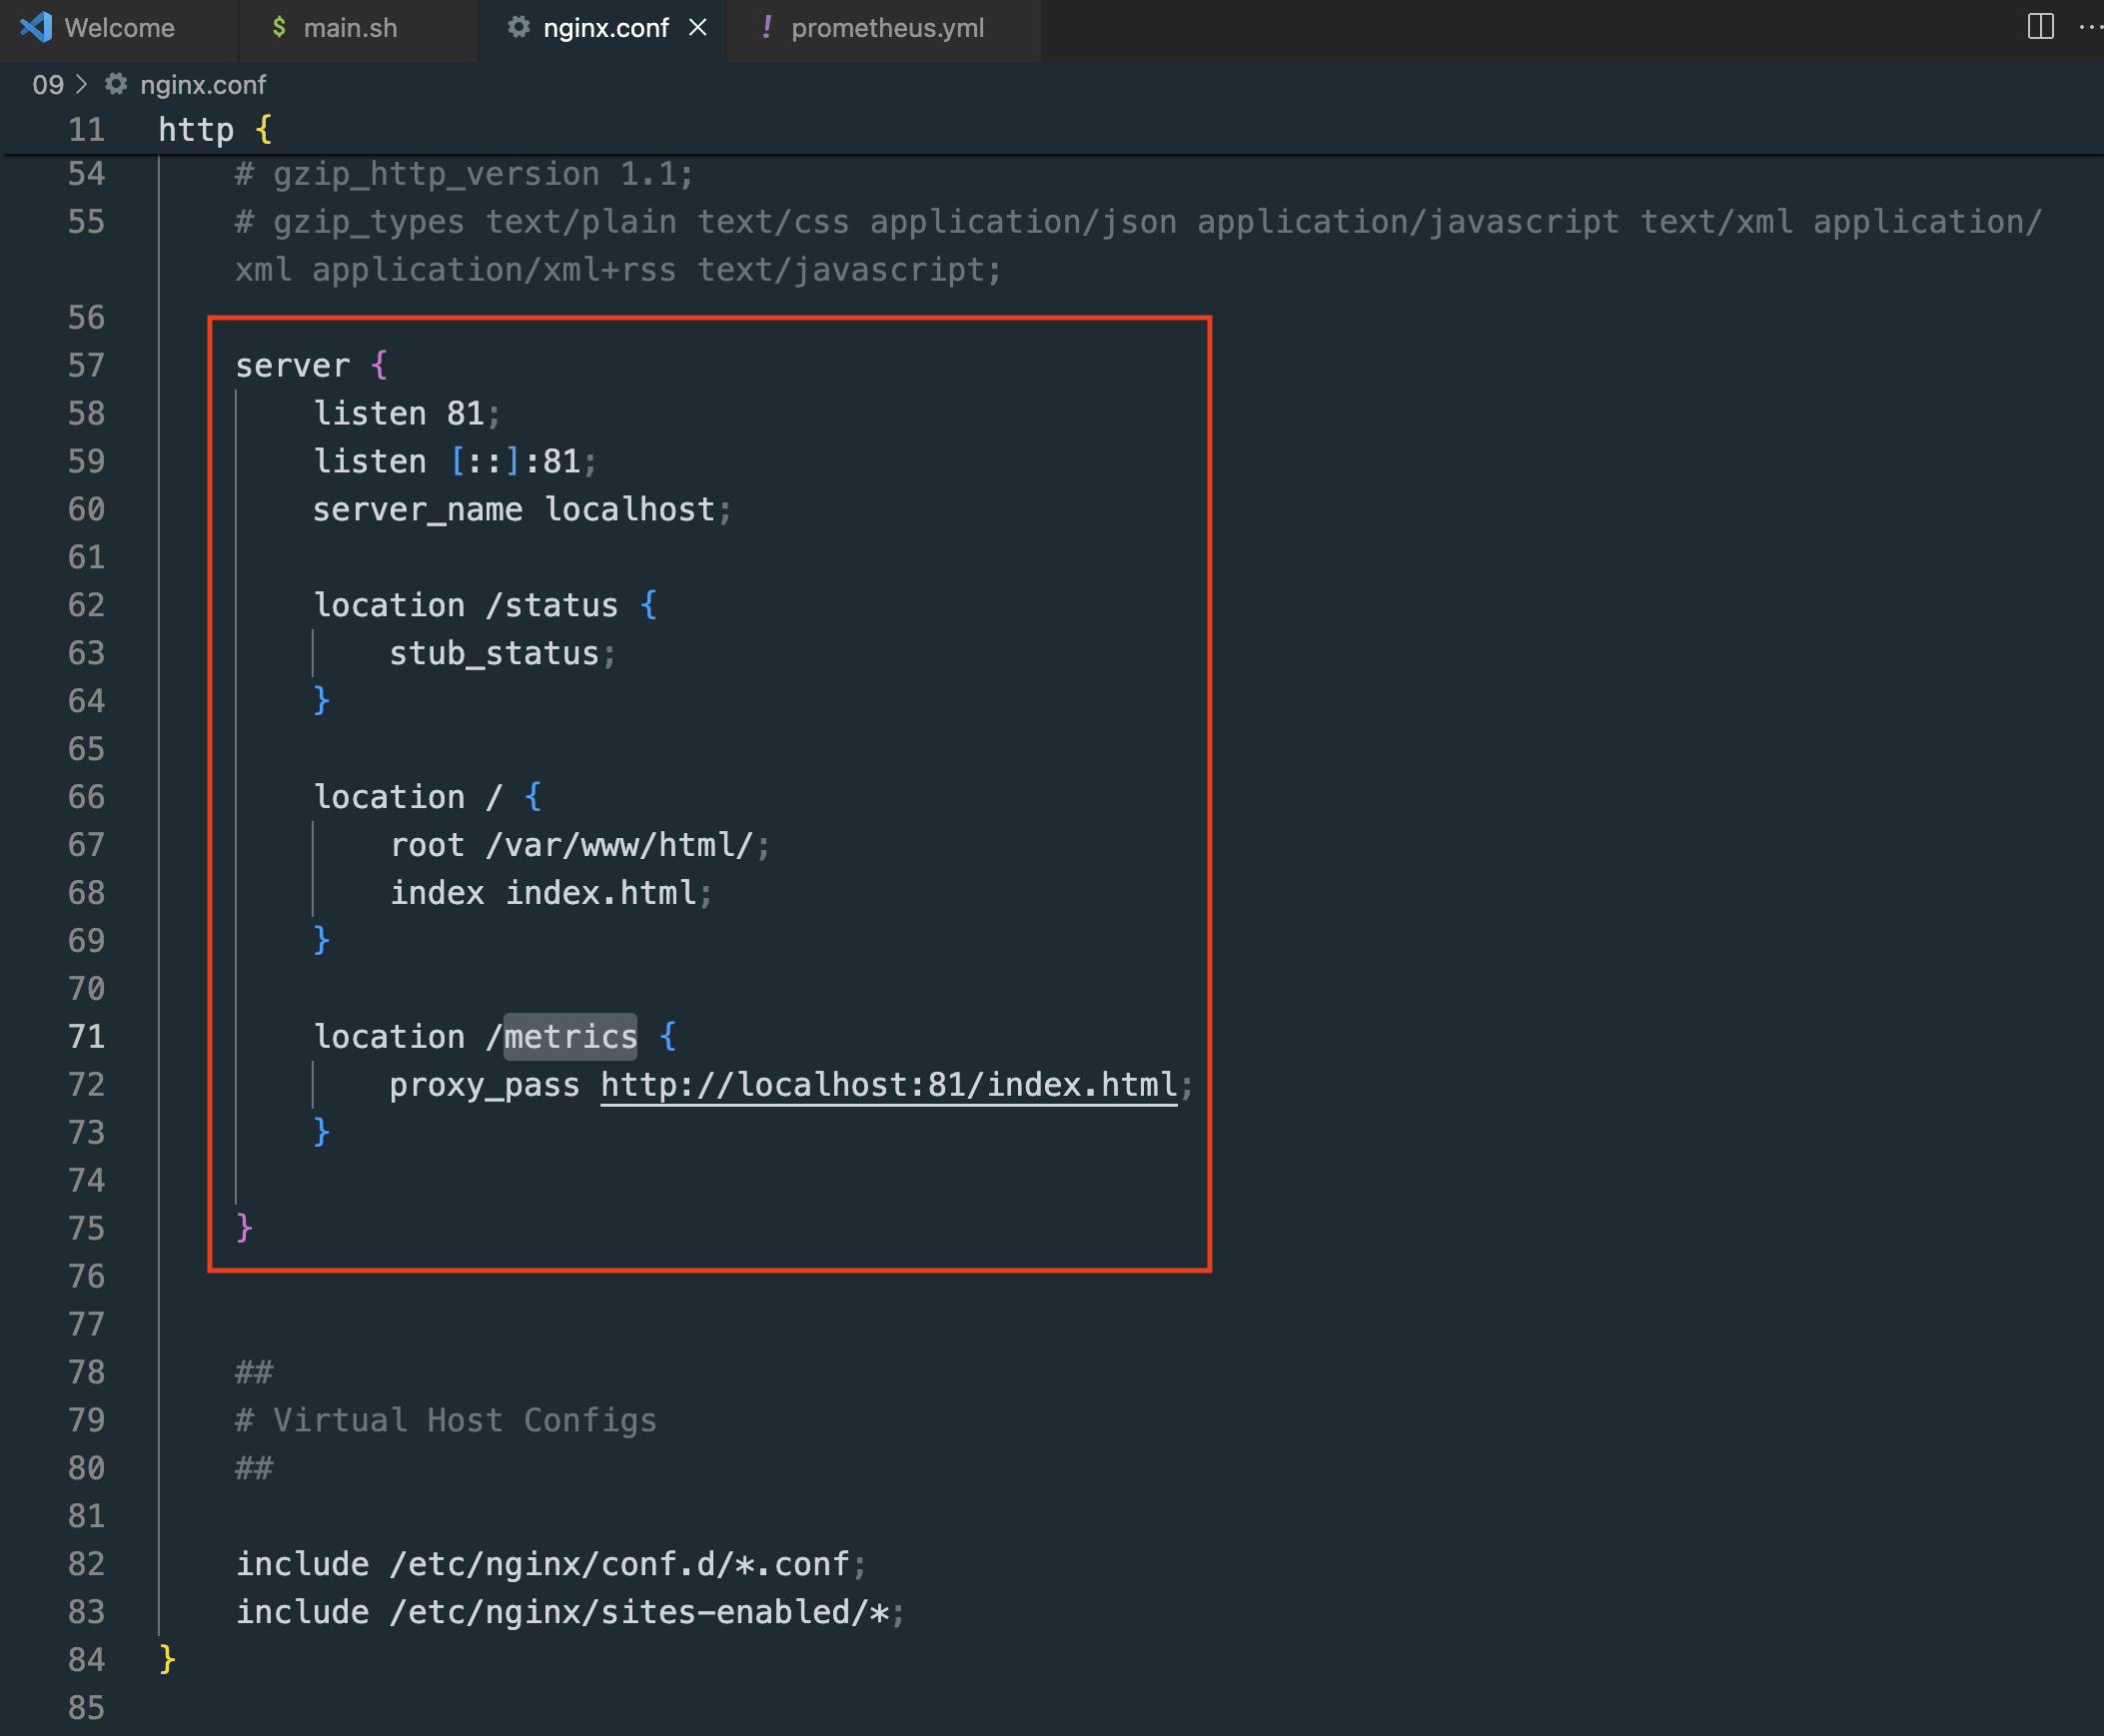 Welcome
$ main.sh
nginx.conf
! prometheus.yml
09 > nginx.conf
11 http {
54 # gzip_http_version 1.1;
55 # gzip_types text/plain text/css application/json application/javascript text/xml application/
xml application/xml+rss text/javascript;
56
57 server {
58 listen 81;
59 listen [::]:81;
60 server_name localhost;
61
62 location /status {
63 stub_status;
64 }
65
66 location / {
67 root /var/www/html/;
68 index index.html;
69 }
70
71 location /metrics {
72 proxy_pass http://localhost:81/index.html;
73 }
74
75 }
76
77
78 ##
79 # Virtual Host Configs
80 ##
81
82 include /etc/nginx/conf.d/*.conf;
83 include /etc/nginx/sites-enabled/*;
84 }
85